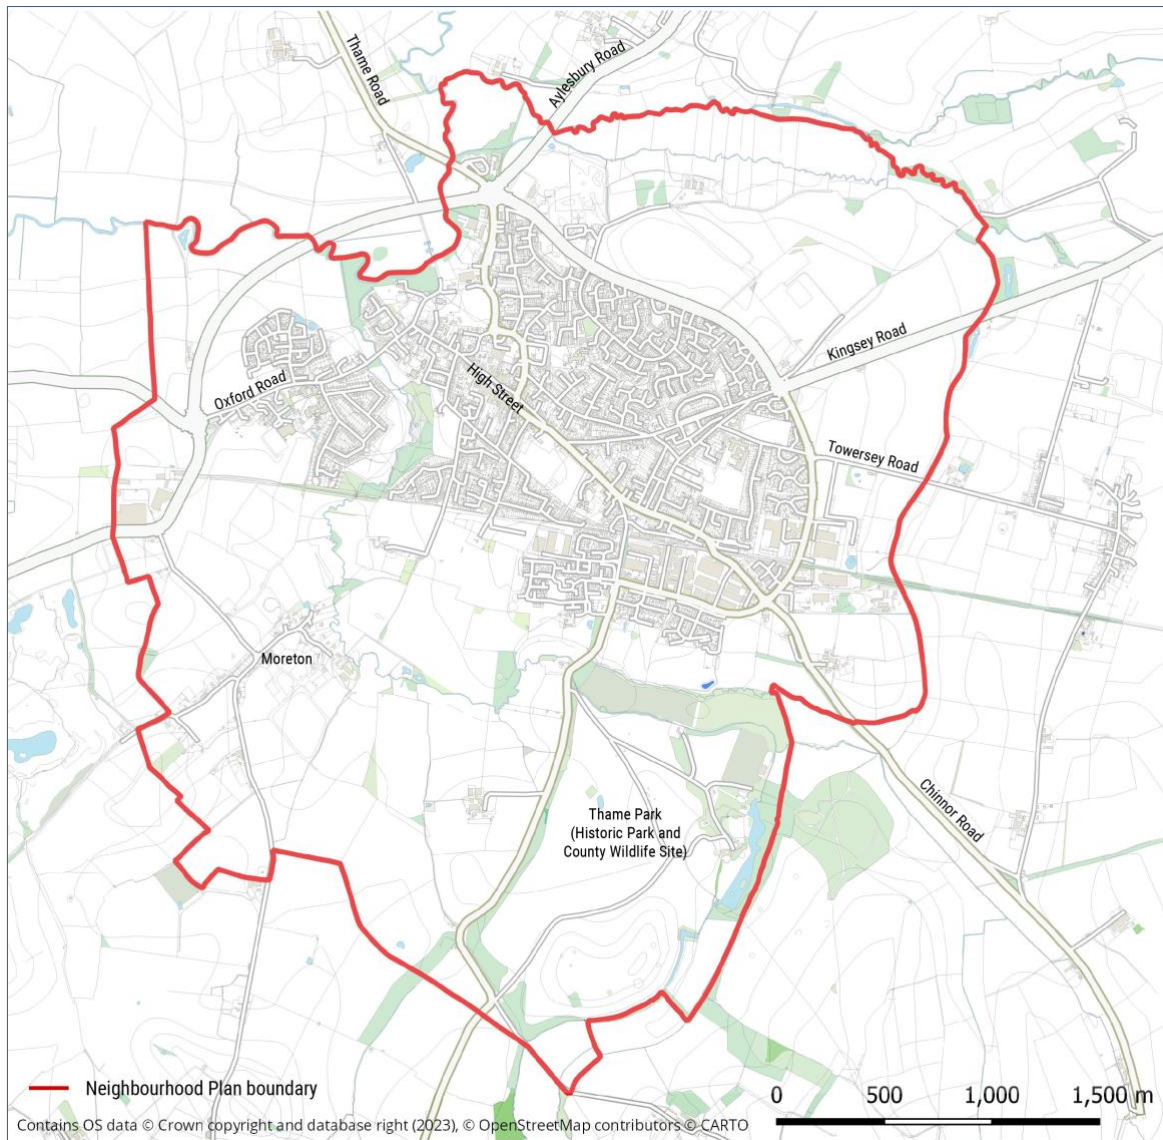 Thame Road
Aylesbury Road
Kingsey Road
Oxford Road
High Street
Towersey Road
Moreton
Chinnor Road
Thame Park
(Historic Park and
County Wildlife Site)
Neighbourhood Plan boundary
0 500 1,000 1,500 m
Contains OS data © Crown copyright and database right (2023), © OpenStreetMap contributors © CARTO